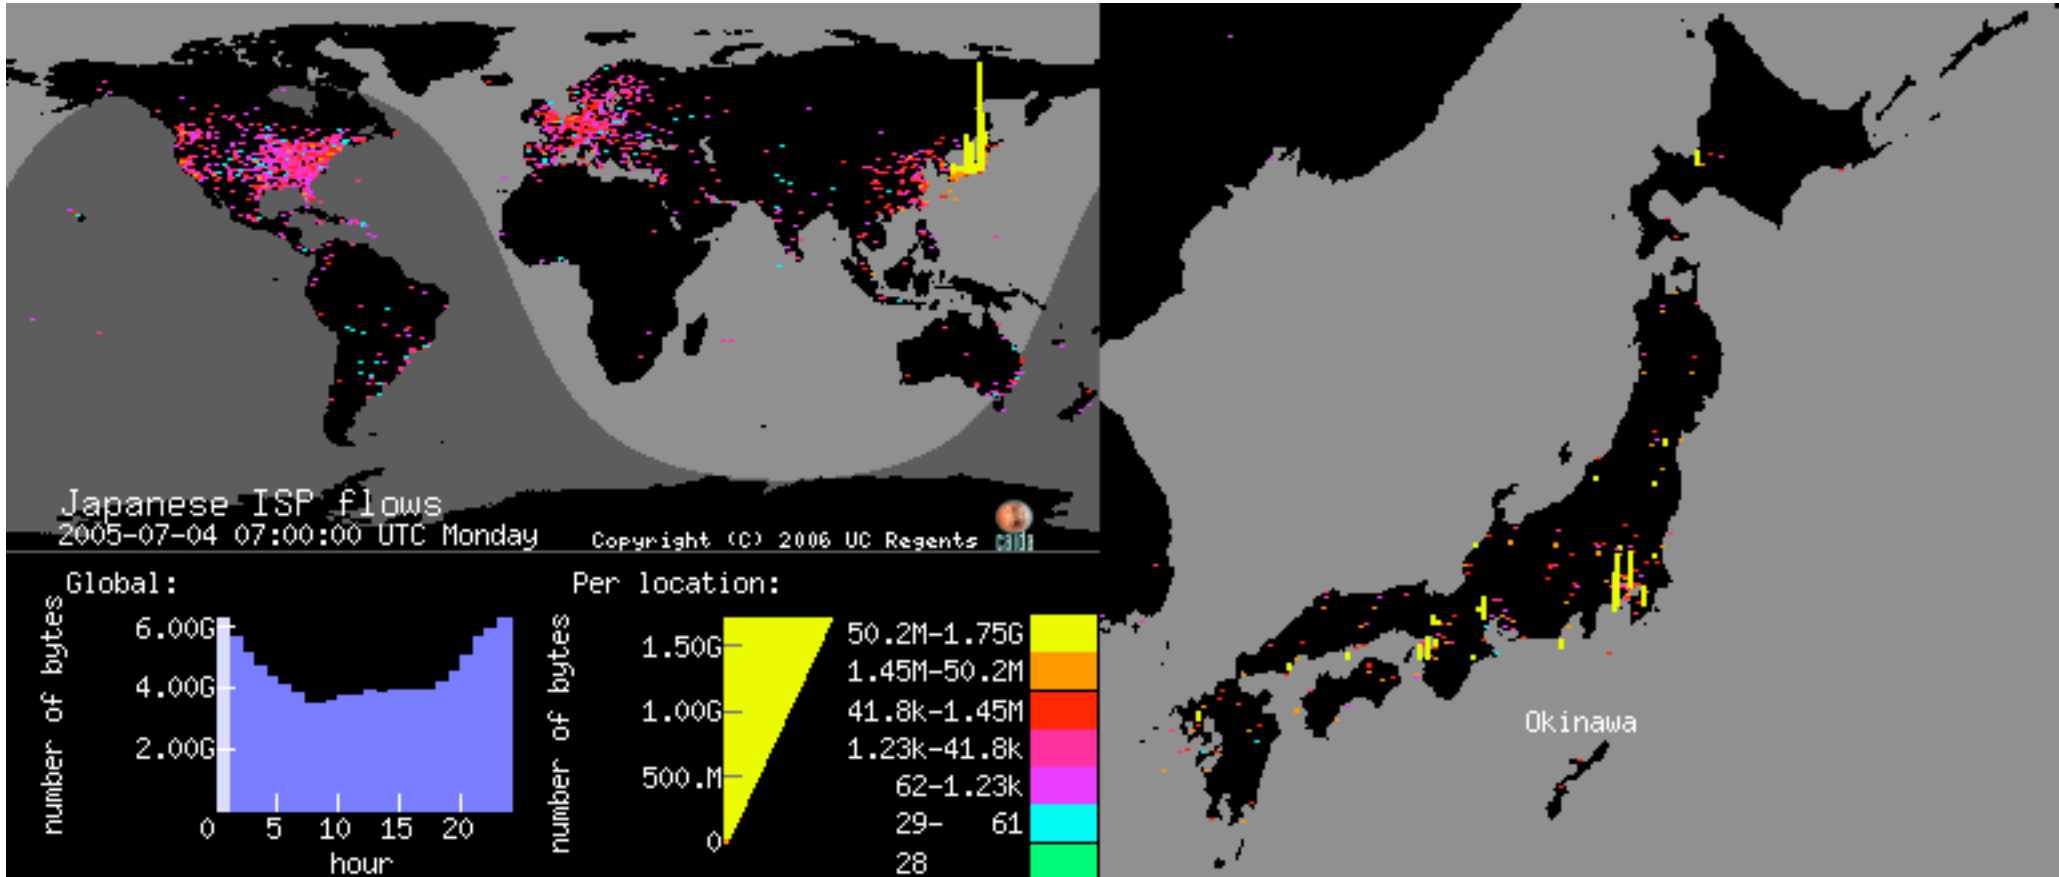 Japanese ISP flows
2005-07-04 07:00:00 UTC Monday
Copyright (C) 2006 UC Regents
caida
Global:
number of bytes
6.00G
4.00G
2.00G
0 5 10 15 20
hour
Per location:
number of bytes
1.50G
1.00G
500.M
0
50.2M-1.75G
1.45M-50.2M
41.8k-1.45M
1.23k-41.8k
62-1.23k
29- 61
28
Okinawa